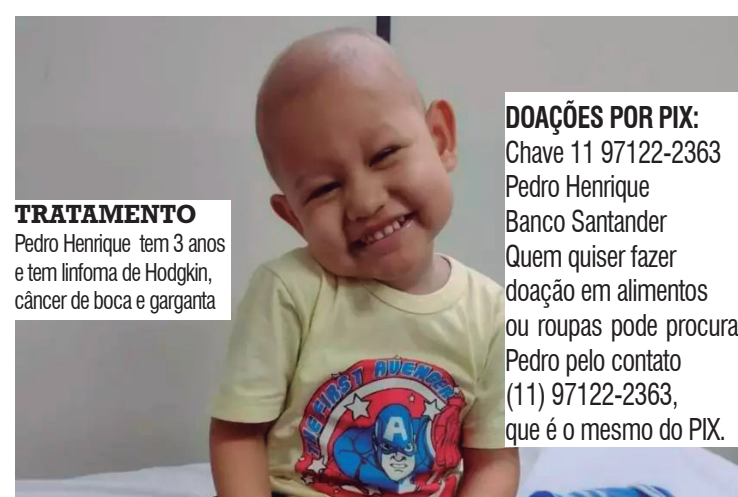 TRATAMENTO
Pedro Henrique tem 3 anos
e tem linfoma de Hodgkin,
câncer de boca e garganta
DOAÇÕES POR PIX:
Chave 11 97122-2363
Pedro Henrique
Banco Santander
Quem quiser fazer
doação em alimentos
ou roupas pode procura
Pedro pelo contato
(11) 97122-2363,
que é o mesmo do PIX.
THE FIRST AVENGER
A